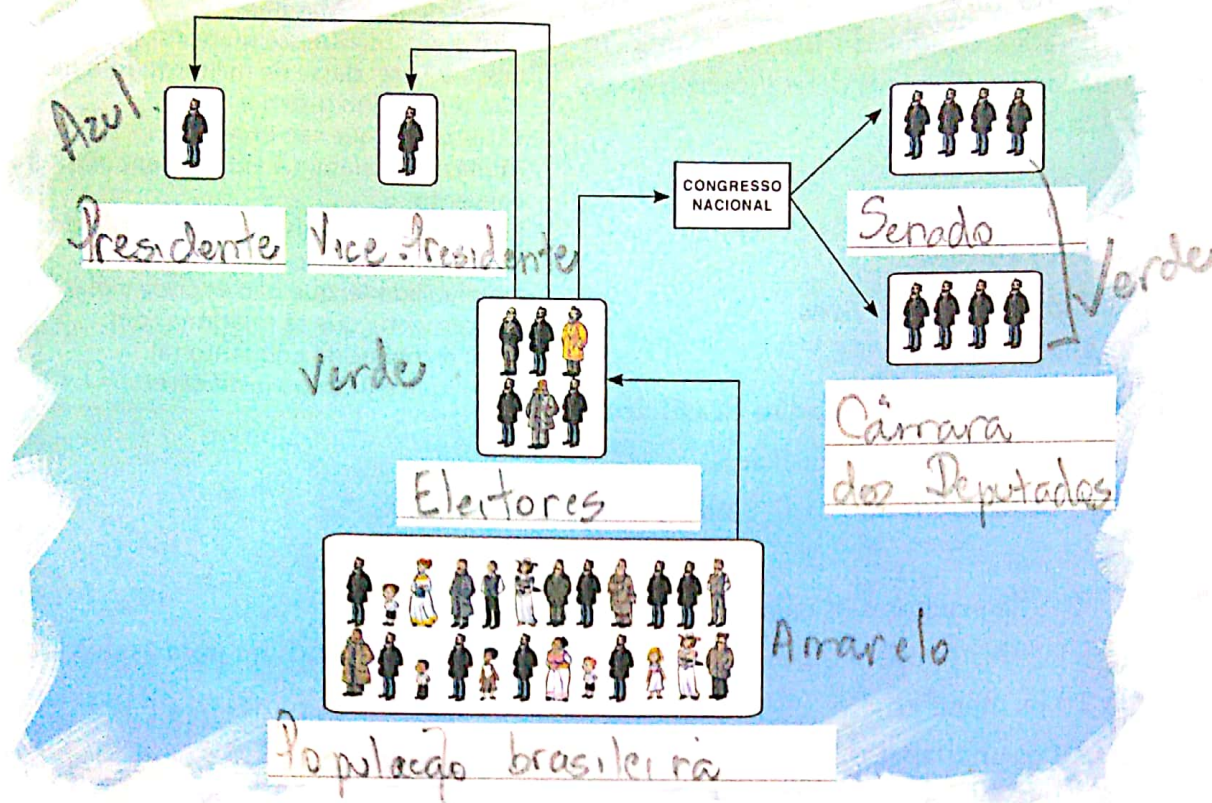 Azul.
Presidente
Vice-Presidente
CONGRESSO
NACIONAL
Senado
Verde
Câmara
dos Deputados
Verde
Eleitores
Amarelo
População brasileira